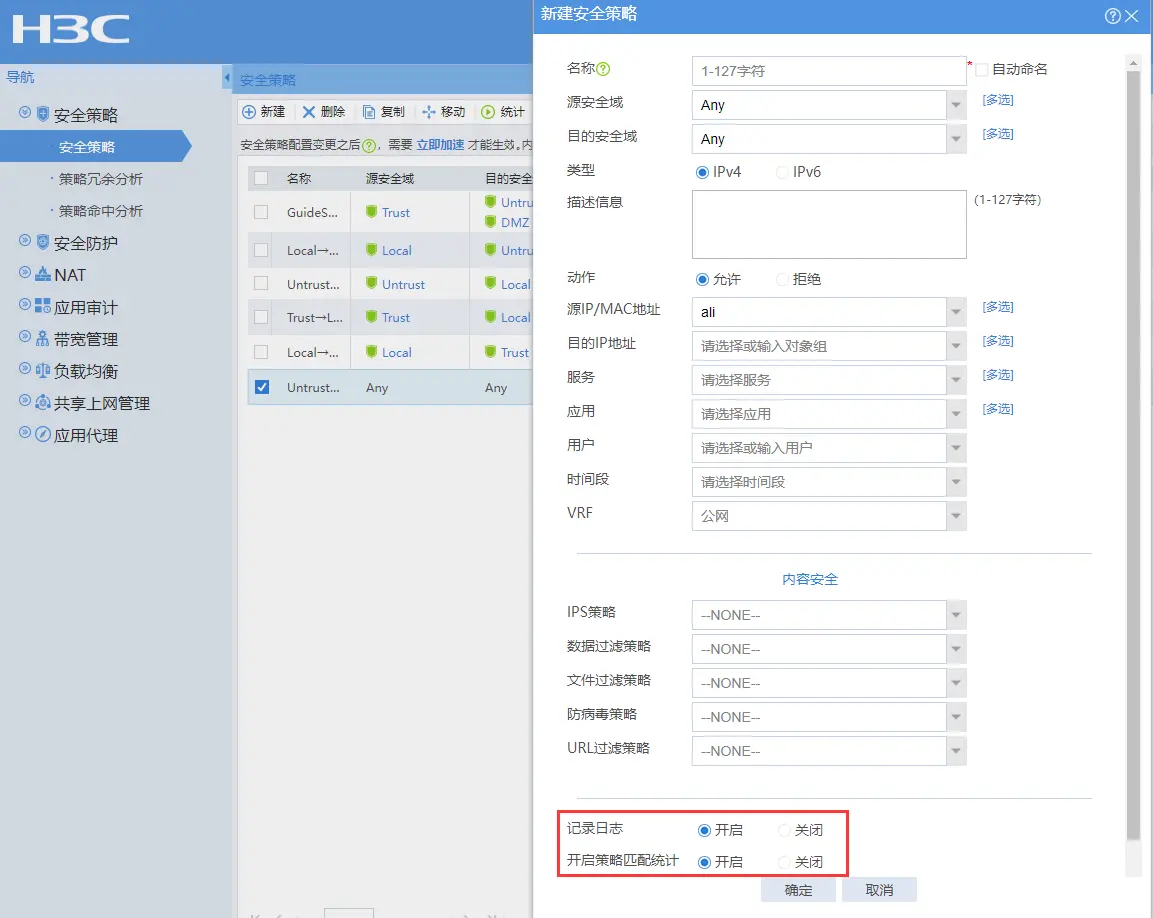 H3C
导航
安全策略
安全策略
策略冗余分析
策略命中分析
安全防护
NAT
应用审计
带宽管理
负载均衡
共享上网管理
应用代理
安全策略
新建 删除 复制 移动 统计
安全策略配置变更之后, 需要 立即加速 才能生效,内
名称 源安全域 目的安全
GuideS... Trust Untru
DMZ
Local→... Local Untru
Untrust... Untrust Local
Trust→L... Trust Local
Local→... Local Trust
Untrust... Any Any
新建安全策略
名称 1-127字符 * 自动命名
源安全域 Any [多选]
目的安全域 Any [多选]
类型 IPv4 IPv6
描述信息 (1-127字符)
动作 允许 拒绝
源IP/MAC地址 ali [多选]
目的IP地址 请选择或输入对象组 [多选]
服务 请选择服务 [多选]
应用 请选择应用 [多选]
用户 请选择或输入用户
时间段 请选择时间段
VRF 公网
内容安全
IPS策略 --NONE--
数据过滤策略 --NONE--
文件过滤策略 --NONE--
防病毒策略 --NONE--
URL过滤策略 --NONE--
记录日志 开启 关闭
开启策略匹配统计 开启 关闭
确定 取消